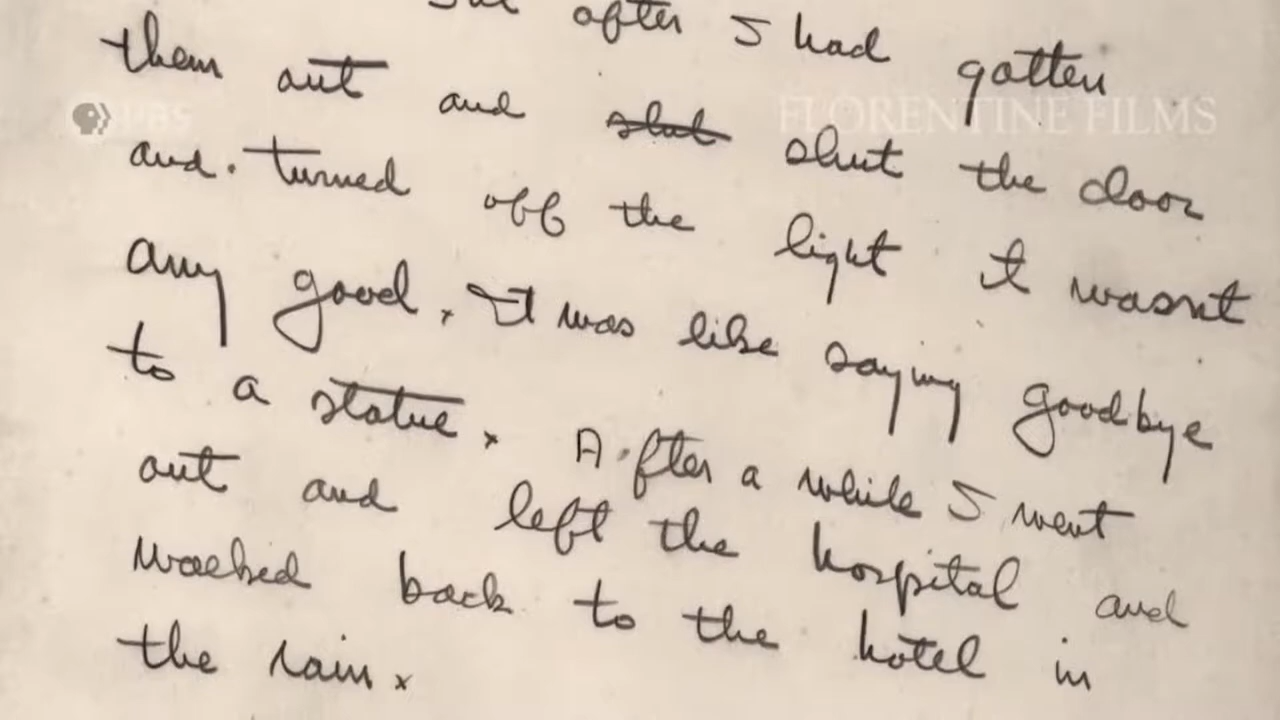 But after I had gotten
them out and shut the door
and. turned off the light it wasnt
any good. It was like saying goodbye
to a statue. After a while I went
out and left the hospital and
walked back to the hotel in
the rain.
PBS
FLORENTINE FILMS